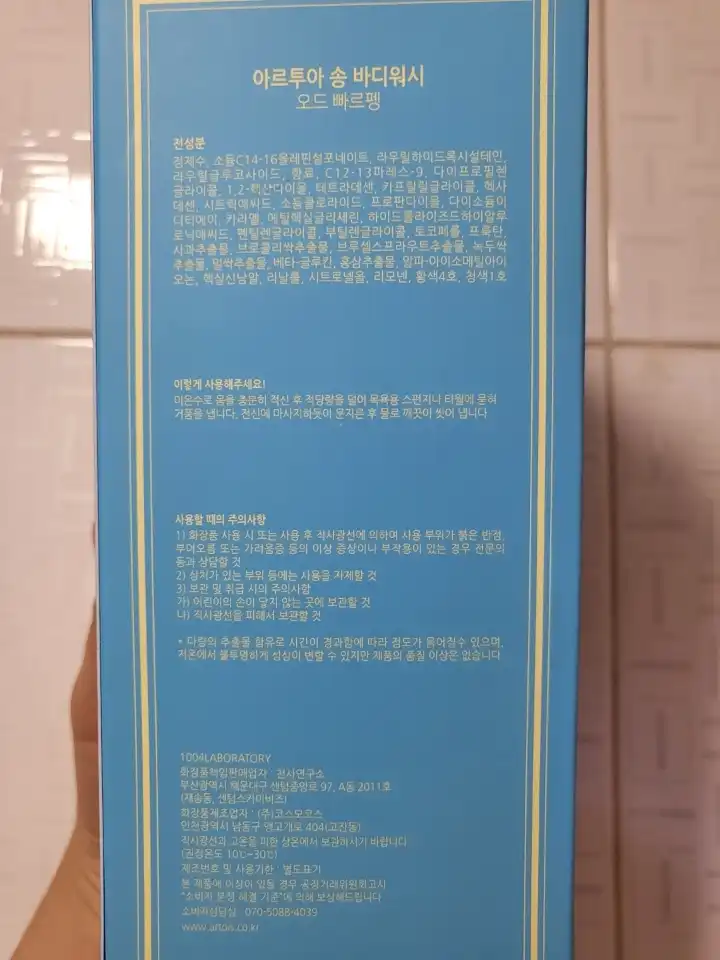 아르투아 송 바디워시
오드 빠르펭
전성분
정제수, 소듐C14-16올레핀설포네이트, 라우릴하이드록시설테인,
라우릴글루코사이드, 향료, C12-13파레스-9, 다이프로필렌
글라이콜, 1,2-헥산다이올, 테트라데센, 카프릴릴글라이콜, 헥사
데센, 시트릭애씨드, 소듐클로라이드, 프로판다이올, 다이소듐이
디티에이, 카라멜, 에틸헥실글리세린, 하이드롤라이즈드하이알루
로닉애씨드, 펜틸렌글라이콜, 부틸렌글라이콜, 토코페롤, 프룩탄,
사과추출물, 브로콜리싹추출물, 브루셀스프라우트추출물, 녹두싹
추출물, 밀싹추출물, 베타-글루칸, 홍삼추출물, 알파-아이소메틸아이
오논, 헥실신남알, 리날룰, 시트로넬올, 리모넨, 황색4호, 청색1호
이렇게 사용해주세요!
미온수로 몸을 충분히 적신 후 적당량을 덜어 목욕용 스펀지나 타월에 묻혀
거품을 냅니다. 전신에 마사지하듯이 문지른 후 물로 깨끗이 씻어 냅니다
사용할 때의 주의사항
1) 화장품 사용 시 또는 사용 후 직사광선에 의하여 사용 부위가 붉은 반점,
부어오름 또는 가려움증 등의 이상 증상이나 부작용이 있는 경우 전문의
등과 상담할 것
2) 상처가 있는 부위 등에는 사용을 자제할 것
3) 보관 및 취급 시의 주의사항
가) 어린이의 손이 닿지 않는 곳에 보관할 것
나) 직사광선을 피해서 보관할 것
* 다량의 추출물 함유로 시간이 경과함에 따라 점도가 묽어질수 있으며,
저온에서 불투명하게 성상이 변할 수 있지만 제품의 품질 이상은 없습니다
1004LABORATORY
화장품책임판매업자 : 천사연구소
부산광역시 해운대구 센텀중앙로 97, A동 2011호
(재송동, 센텀스카이비즈)
화장품제조업자 : (주)코스모코스
인천광역시 남동구 앵고개로 404(고잔동)
직사광선과 고온을 피한 상온에서 보관하시기 바랍니다
(권장온도 10℃~30℃)
제조번호 및 사용기한 : 별도표기
본 제품에 이상이 있을 경우 공정거래위원회고시
"소비자 분쟁 해결 기준"에 의해 보상해드립니다
소비자상담실 : 070-5088-4039
www.artois.co.kr